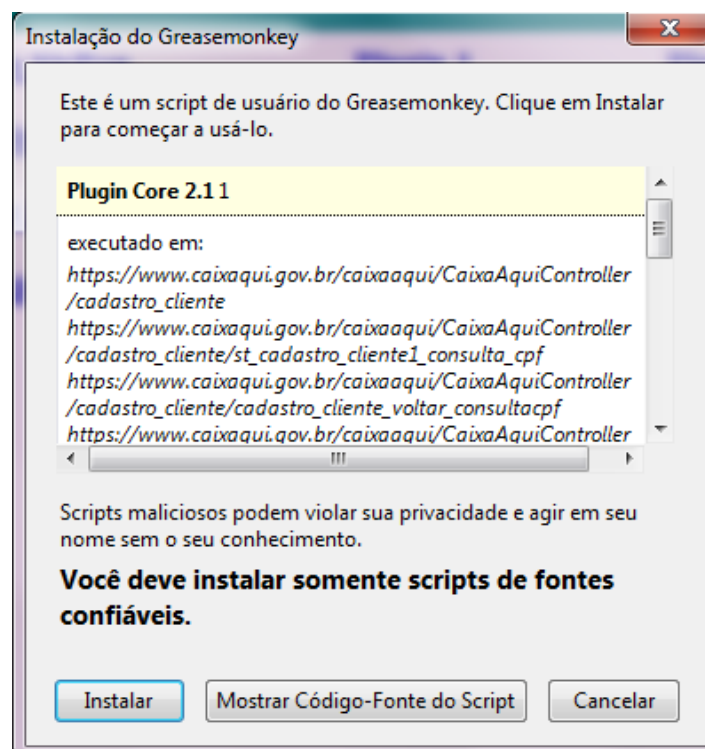 Instalação do Greasemonkey
Este é um script de usuário do Greasemonkey. Clique em Instalar
para começar a usá-lo.
Plugin Core 2.1 1
executado em:
https://www.caixaqui.gov.br/caixaaqui/CaixaAquiController
/cadastro_cliente
https://www.caixaqui.gov.br/caixaaqui/CaixaAquiController
/cadastro_cliente/st_cadastro_cliente1_consulta_cpf
https://www.caixaqui.gov.br/caixaaqui/CaixaAquiController
/cadastro_cliente/cadastro_cliente_voltar_consultacpf
https://www.caixaqui.gov.br/caixaaqui/CaixaAquiController
Scripts maliciosos podem violar sua privacidade e agir em seu
nome sem o seu conhecimento.
Você deve instalar somente scripts de fontes
confiáveis.
Instalar Mostrar Código-Fonte do Script Cancelar